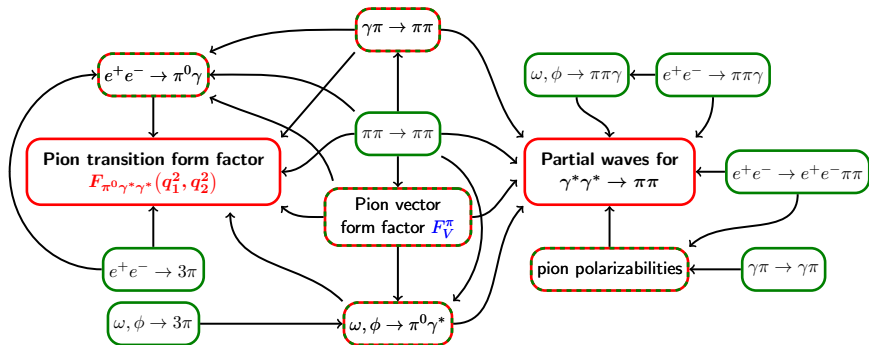 γπ → ππ
e⁺e⁻ → π⁰γ
ω, φ → ππγ
e⁺e⁻ → ππγ
ππ → ππ
Pion transition form factor
F_{π⁰γ*γ*}(q₁², q₂²)
Partial waves for
γ*γ* → ππ
e⁺e⁻ → e⁺e⁻ππ
Pion vector
form factor F_V^π
e⁺e⁻ → 3π
pion polarizabilities
γπ → γπ
ω, φ → 3π
ω, φ → π⁰γ*